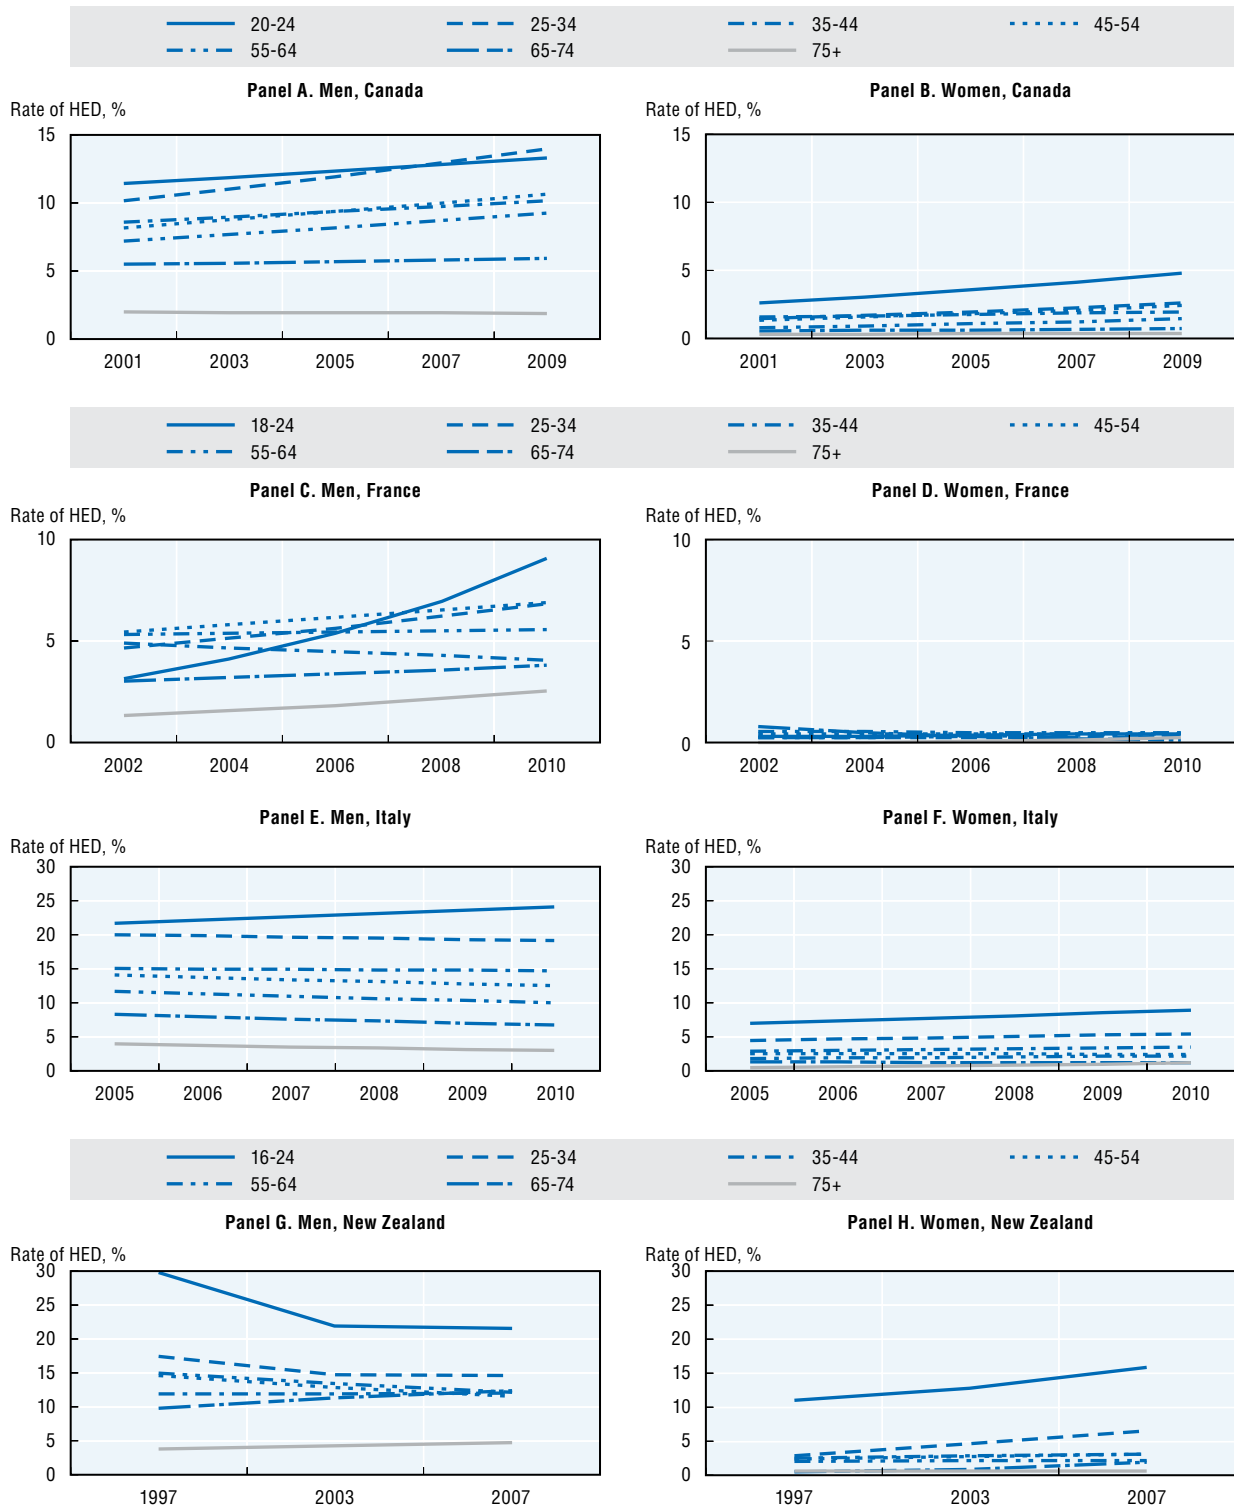 20-24 25-34 35-44 45-54
55-64 65-74 75+
Panel A. Men, Canada
Rate of HED, %
15
10
5
0
2001 2003 2005 2007 2009
Panel B. Women, Canada
Rate of HED, %
15
10
5
0
2001 2003 2005 2007 2009
18-24 25-34 35-44 45-54
55-64 65-74 75+
Panel C. Men, France
Rate of HED, %
10
5
0
2002 2004 2006 2008 2010
Panel D. Women, France
Rate of HED, %
10
5
0
2002 2004 2006 2008 2010
Panel E. Men, Italy
Rate of HED, %
30
25
20
15
10
5
0
2005 2006 2007 2008 2009 2010
Panel F. Women, Italy
Rate of HED, %
30
25
20
15
10
5
0
2005 2006 2007 2008 2009 2010
16-24 25-34 35-44 45-54
55-64 65-74 75+
Panel G. Men, New Zealand
Rate of HED, %
30
25
20
15
10
5
0
1997 2003 2007
Panel H. Women, New Zealand
Rate of HED, %
30
25
20
15
10
5
0
1997 2003 2007